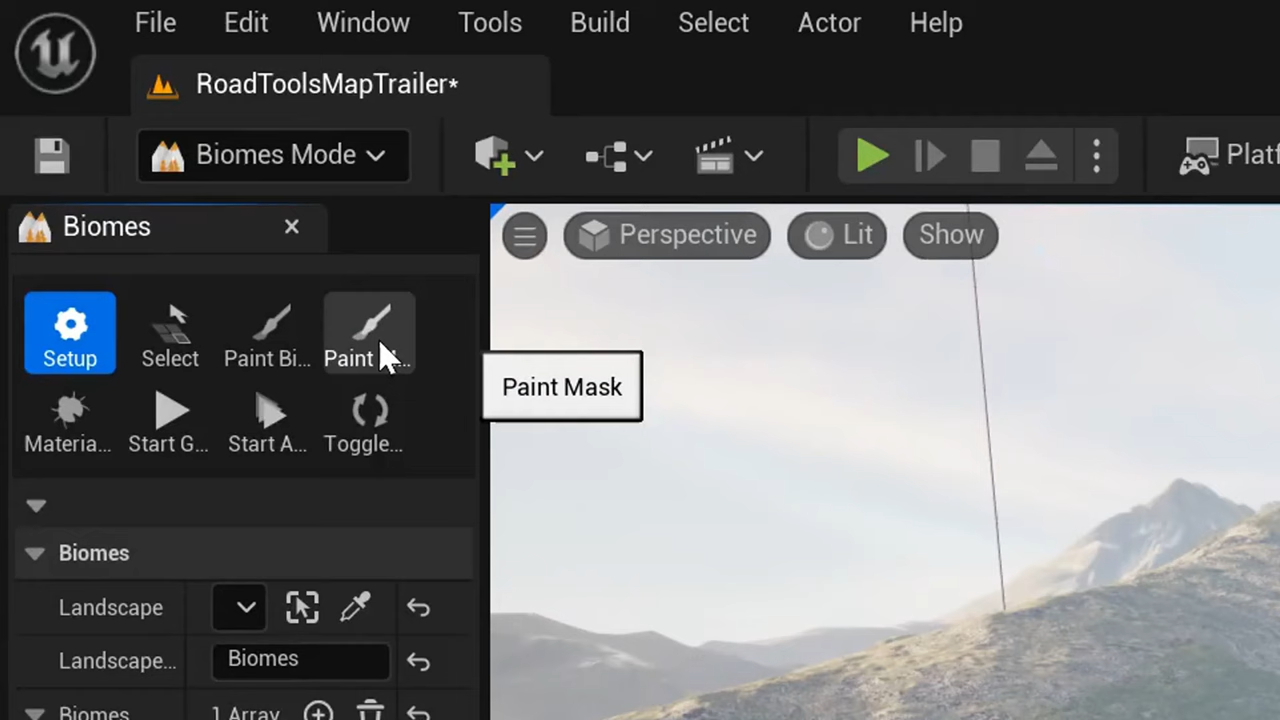 File Edit Window Tools Build Select Actor Help
RoadToolsMapTrailer*
Biomes Mode
Biomes
Perspective Lit Show
Setup Select Paint Bi... Paint
Paint Mask
Materia... Start G... Start A... Toggle...
Biomes
Landscape
Landscape... Biomes
Biomes 1 Array